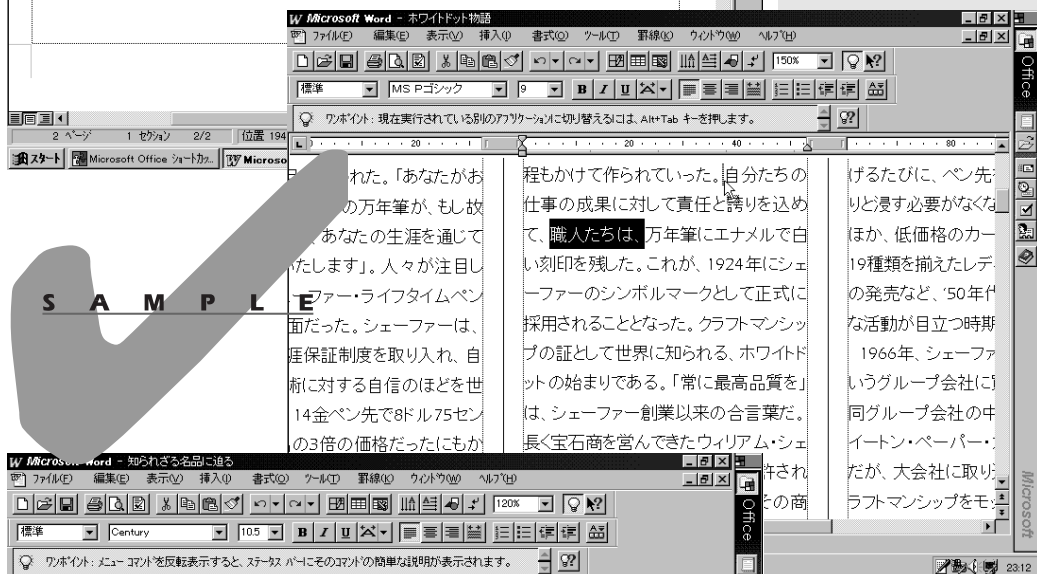 Microsoft Word - ホワイトドット物語
ファイル(F) 編集(E) 表示(V) 挿入(I) 書式(O) ツール(T) 罫線(K) ウィンドウ(W) ヘルプ(H)
150%
標準 MS Pゴシック 9 B I U A
ワンポイント: 現在実行されている別のアプリケーションに切り替えるには、Alt+Tab キーを押します。
2 ページ 1 セクション 2/2 位置 194
スタート Microsoft Office ショートカッ... Microso
20 20 40 80
れた。「あなたがお
の万年筆が、もし故
あなたの生涯を通じて
たします」。人々が注目し
ーファー・ライフタイムペン
面だった。シェーファーは、
保証制度を取り入れ、自
に対する自信のほどを世
14金ペン先で8ドル75セン
の3倍の価格だったにもか
程もかけて作られていった。自分たちの
仕事の成果に対して責任と誇りを込め
て、職人たちは、万年筆にエナメルで白
い刻印を残した。これが、1924年にシェ
ーファーのシンボルマークとして正式に
採用されることとなった。クラフトマンシッ
プの証として世界に知られる、ホワイトド
ットの始まりである。「常に最高品質を」
は、シェーファー創業以来の合言葉だ。
長く宝石商を営んできたウィリアム・シェ
許され
その商
げるたびに、ペン先
りと浸す必要がなくな
ほか、低価格のカー
19種類を揃えたレデ
の発売など、'50年代
な活動が目立つ時期
1966年、シェーファ
いうグループ会社に
同グループ会社の中
イートン・ペーパー・
だが、大会社に取り
ラフトマンシップをモッ
SAMPLE
Microsoft Word - 知られざる名品に迫る
ファイル(F) 編集(E) 表示(V) 挿入(I) 書式(O) ツール(T) 罫線(K) ウィンドウ(W) ヘルプ(H)
120%
標準 Century 10.5 B I U A
ワンポイント: メニュー コマンドを反転表示すると、ステータス バーにそのコマンドの簡単な説明が表示されます。
Office
Office
Microsoft
23:12